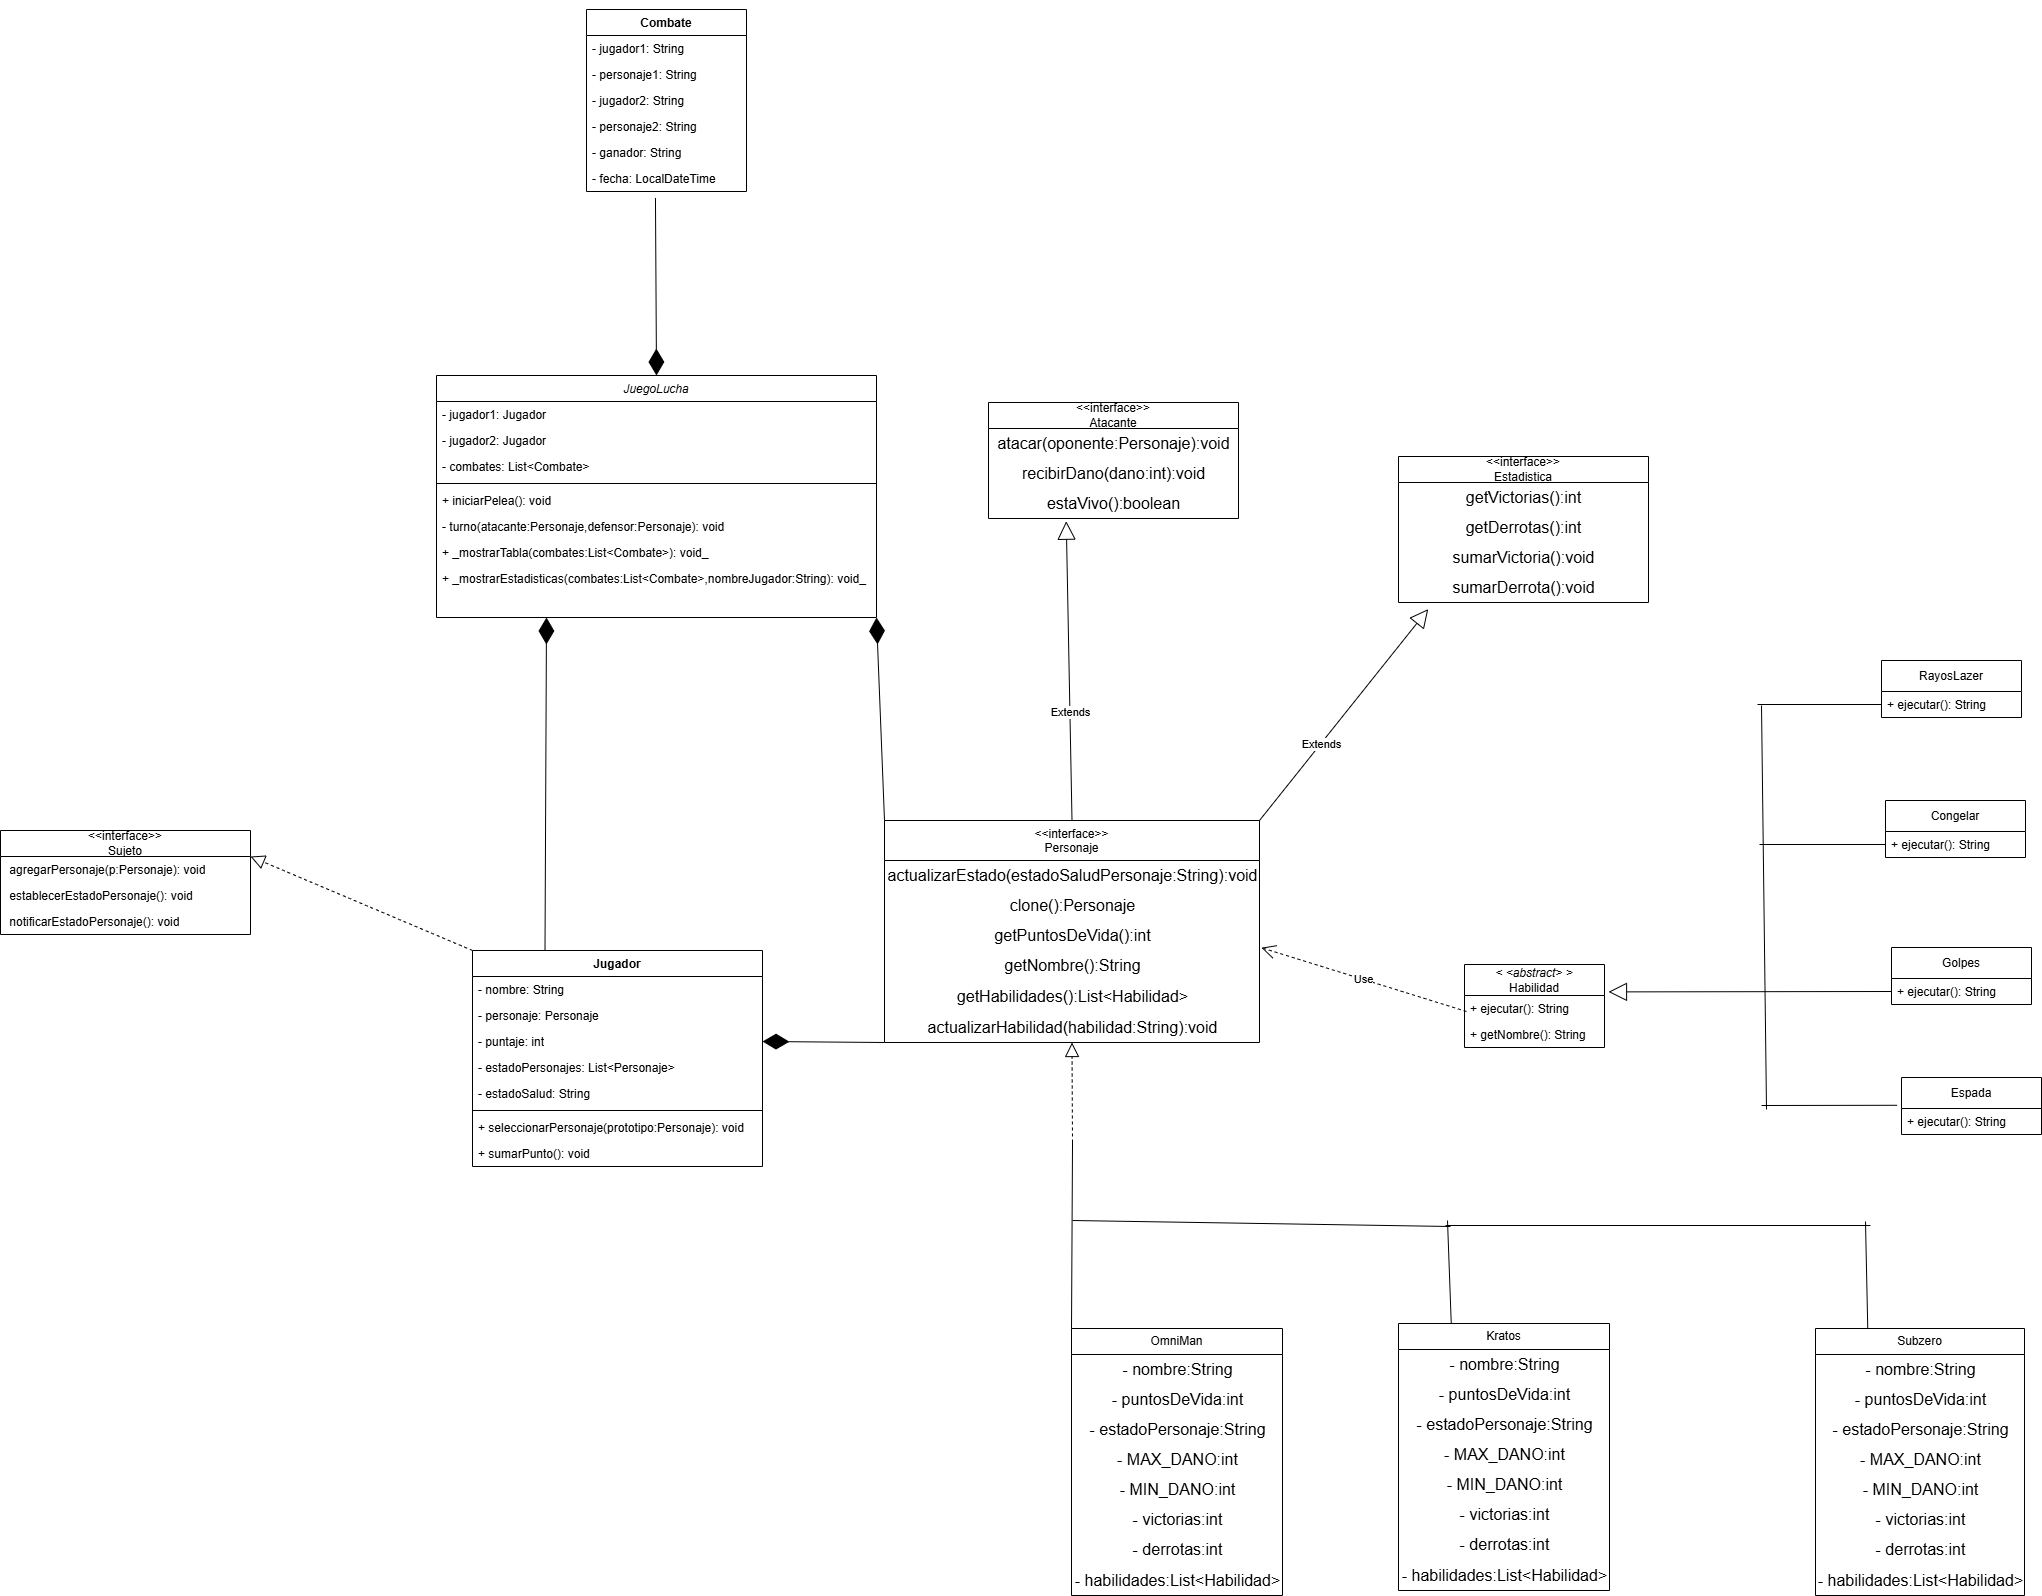 Combate
- jugador1: String
- personaje1: String
- jugador2: String
- personaje2: String
- ganador: String
- fecha: LocalDateTime
JuegoLucha
- jugador1: Jugador
- jugador2: Jugador
- combates: List<Combate>
+ iniciarPelea(): void
- turno(atacante:Personaje,defensor:Personaje): void
+ _mostrarTabla(combates:List<Combate>): void_
+ _mostrarEstadisticas(combates:List<Combate>,nombreJugador:String): void_
<<interface>>
Atacante
atacar(oponente:Personaje):void
recibirDano(dano:int):void
estaVivo():boolean
<<interface>>
Estadistica
getVictorias():int
getDerrotas():int
sumarVictoria():void
sumarDerrota():void
Extends
Extends
RayosLazer
+ ejecutar(): String
Congelar
+ ejecutar(): String
Golpes
+ ejecutar(): String
Espada
+ ejecutar(): String
<<interface>>
Sujeto
agregarPersonaje(p:Personaje): void
establecerEstadoPersonaje(): void
notificarEstadoPersonaje(): void
Jugador
- nombre: String
- personaje: Personaje
- puntaje: int
- estadoPersonajes: List<Personaje>
- estadoSalud: String
+ seleccionarPersonaje(prototipo:Personaje): void
+ sumarPunto(): void
<<interface>>
Personaje
actualizarEstado(estadoSaludPersonaje:String):void
clone():Personaje
getPuntosDeVida():int
getNombre():String
getHabilidades():List<Habilidad>
actualizarHabilidad(habilidad:String):void
Use
< <abstract> >
Habilidad
+ ejecutar(): String
+ getNombre(): String
OmniMan
- nombre:String
- puntosDeVida:int
- estadoPersonaje:String
- MAX_DANO:int
- MIN_DANO:int
- victorias:int
- derrotas:int
- habilidades:List<Habilidad>
Kratos
- nombre:String
- puntosDeVida:int
- estadoPersonaje:String
- MAX_DANO:int
- MIN_DANO:int
- victorias:int
- derrotas:int
- habilidades:List<Habilidad>
Subzero
- nombre:String
- puntosDeVida:int
- estadoPersonaje:String
- MAX_DANO:int
- MIN_DANO:int
- victorias:int
- derrotas:int
- habilidades:List<Habilidad>